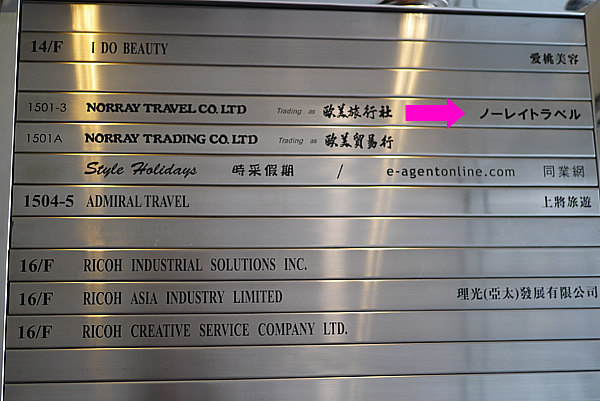 14/F I DO BEAUTY 愛桃美容
1501-3 NORRAY TRAVEL CO. LTD Trading as 歐美旅行社 ノーレイトラベル
1501A NORRAY TRADING CO. LTD Trading as 歐美貿易行
Style Holidays 時采假期 / e-agentonline.com 同業網
1504-5 ADMIRAL TRAVEL 上將旅遊
16/F RICOH INDUSTRIAL SOLUTIONS INC.
16/F RICOH ASIA INDUSTRY LIMITED 理光(亞太)發展有限公司
16/F RICOH CREATIVE SERVICE COMPANY LTD.